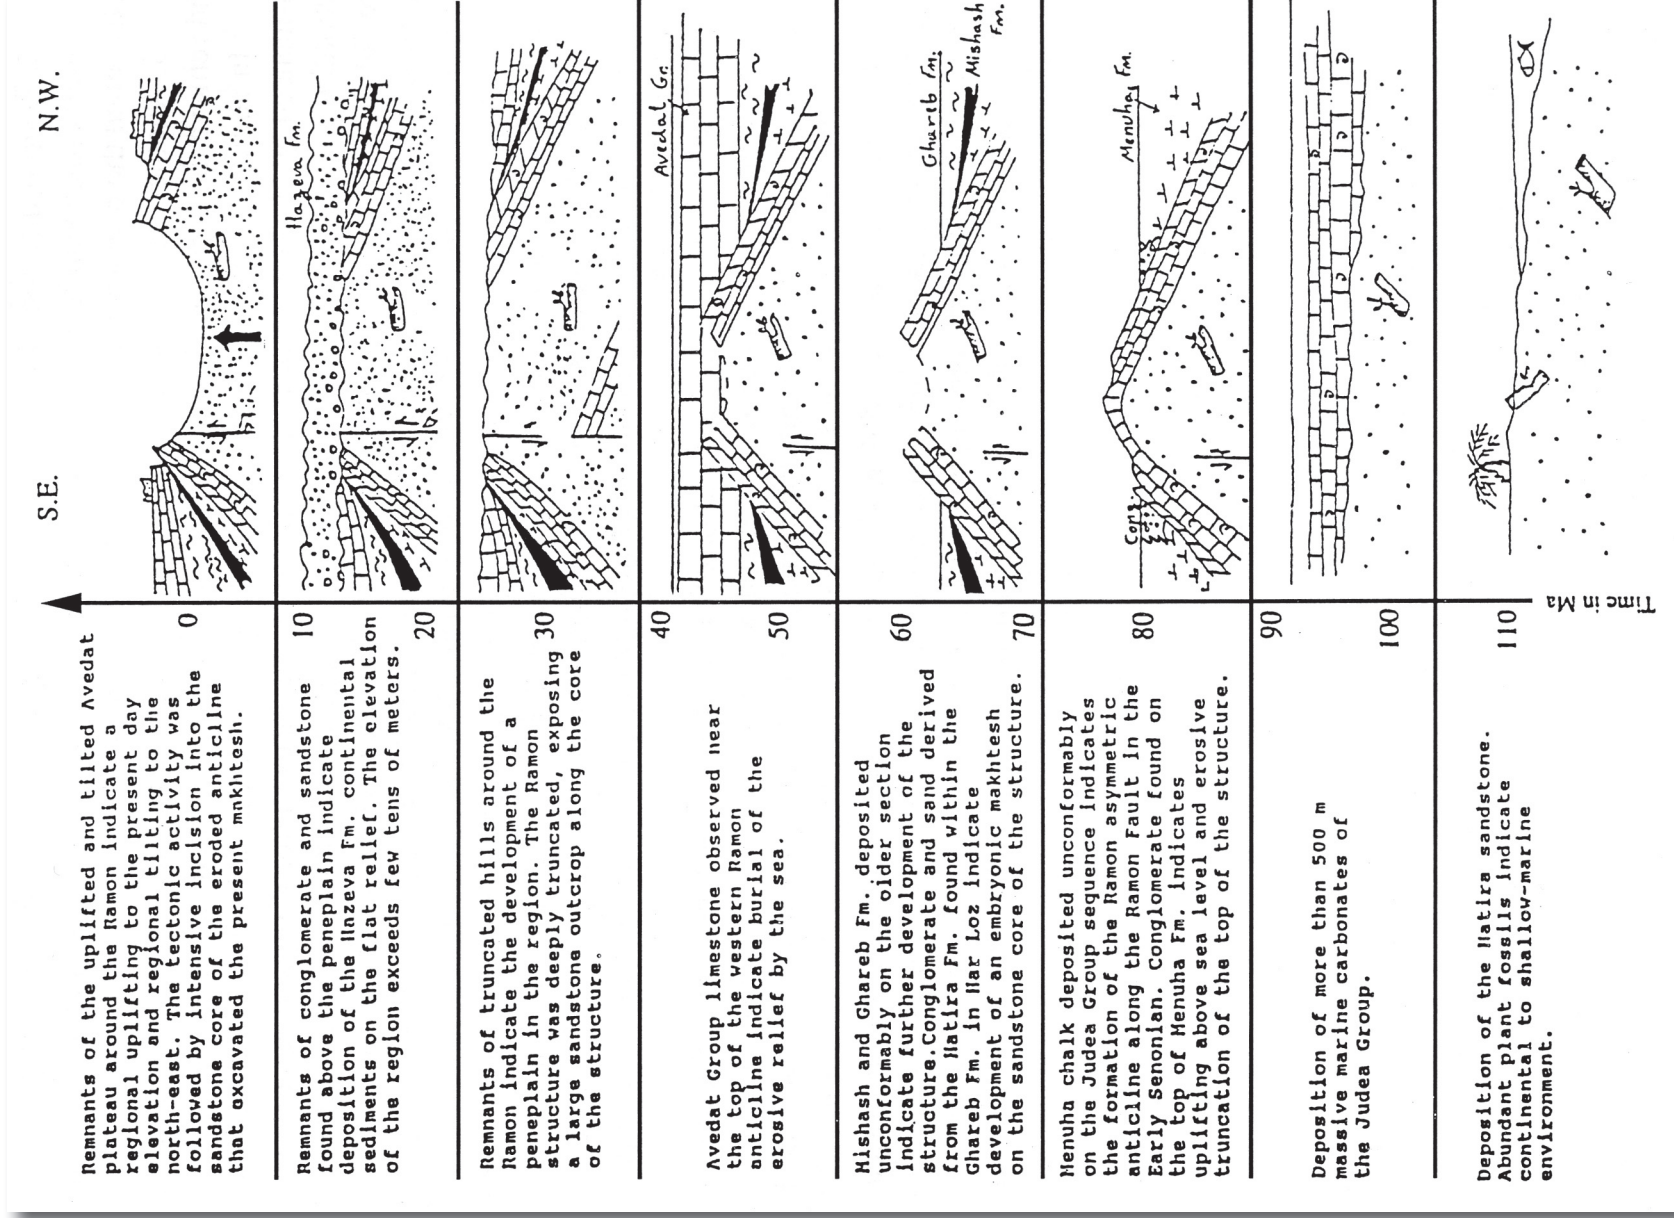 S.E. N.W.
Remnants of the uplifted and tilted Avedat
plateau around the Ramon indicate a
regional uplifting to the present day
elevation and regional tilting to the
north-east. The tectonic activity was
followed by intensive incision into the
sandstone core of the eroded anticline
that excavated the present makhtesh.
0
Remnants of conglomerate and sandstone
found above the peneplain indicate
deposition of the Hazeva Fm. continental
sediments on the flat relief. The elevation
of the region exceeds few tens of meters.
10
20
Hazeva Fm.
Remnants of truncated hills around the
Ramon indicate the development of a
peneplain in the region. The Ramon
structure was deeply truncated, exposing
a large sandstone outcrop along the core
of the structure.
30
Avedat Group limestone observed near
the top of the western Ramon
anticline indicate burial of the
erosive relief by the sea.
40
50
Avedat Gr.
Mishash and Ghareb Fm. deposited
unconformably on the older section
indicate further development of the
structure.Conglomerate and sand derived
from the Hatira Fm. found within the
Ghareb Fm. in Har Loz indicate
development of an embryonic makhtesh
on the sandstone core of the structure.
60
70
Ghareb Fm.
Mishash
Fm.
Menuha chalk deposited unconformably
on the Judea Group sequence indicates
the formation of the Ramon asymmetric
anticline along the Ramon Fault in the
Early Senonian. Conglomerate found on
the top of Menuha Fm. indicates
uplifting above sea level and erosive
truncation of the top of the structure.
80
Cong.
Menuha Fm.
Deposition of more than 500 m
massive marine carbonates of
the Judea Group.
90
100
Deposition of the Hatira sandstone.
Abundant plant fossils indicate
continental to shallow-marine
environment.
110
Time in Ma